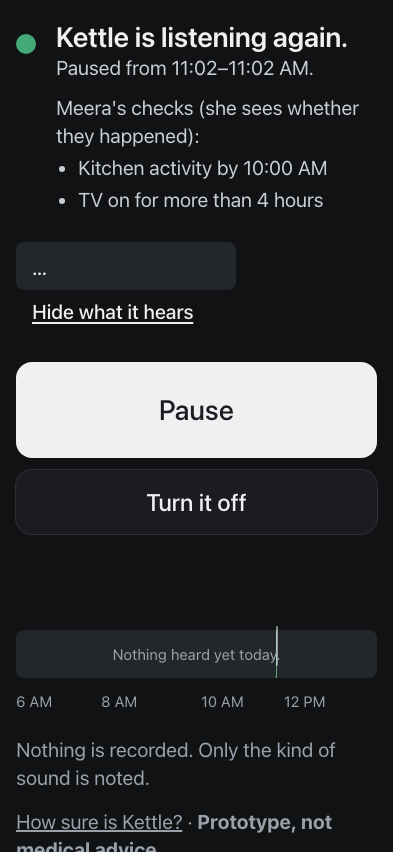 Kettle is listening again.
Paused from 11:02–11:02 AM.
Meera's checks (she sees whether
they happened):
• Kitchen activity by 10:00 AM
• TV on for more than 4 hours
...
Hide what it hears
Pause
Turn it off
Nothing heard yet today.
6 AM 8 AM 10 AM 12 PM
Nothing is recorded. Only the kind of
sound is noted.
How sure is Kettle? · Prototype, not
medical advice